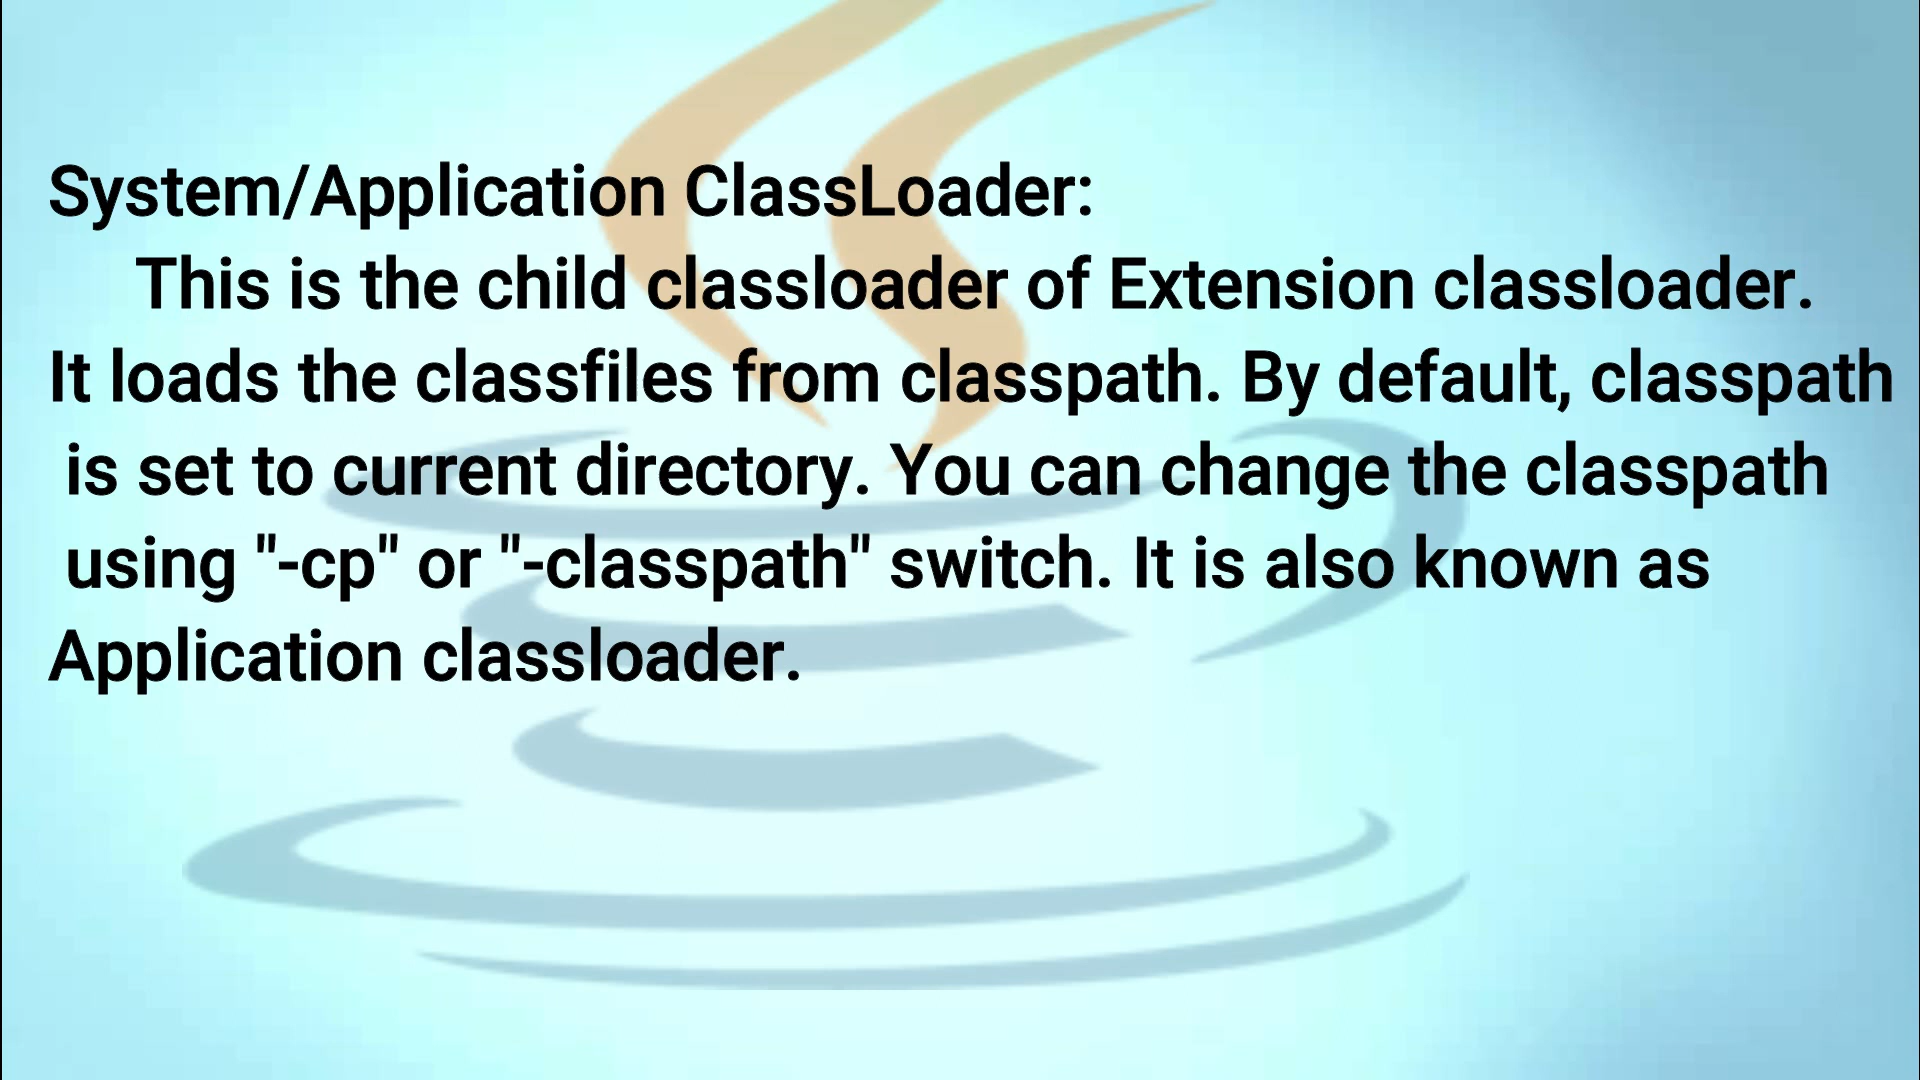 System/Application ClassLoader:
This is the child classloader of Extension classloader.
It loads the classfiles from classpath. By default, classpath
is set to current directory. You can change the classpath
using "-cp" or "-classpath" switch. It is also known as
Application classloader.